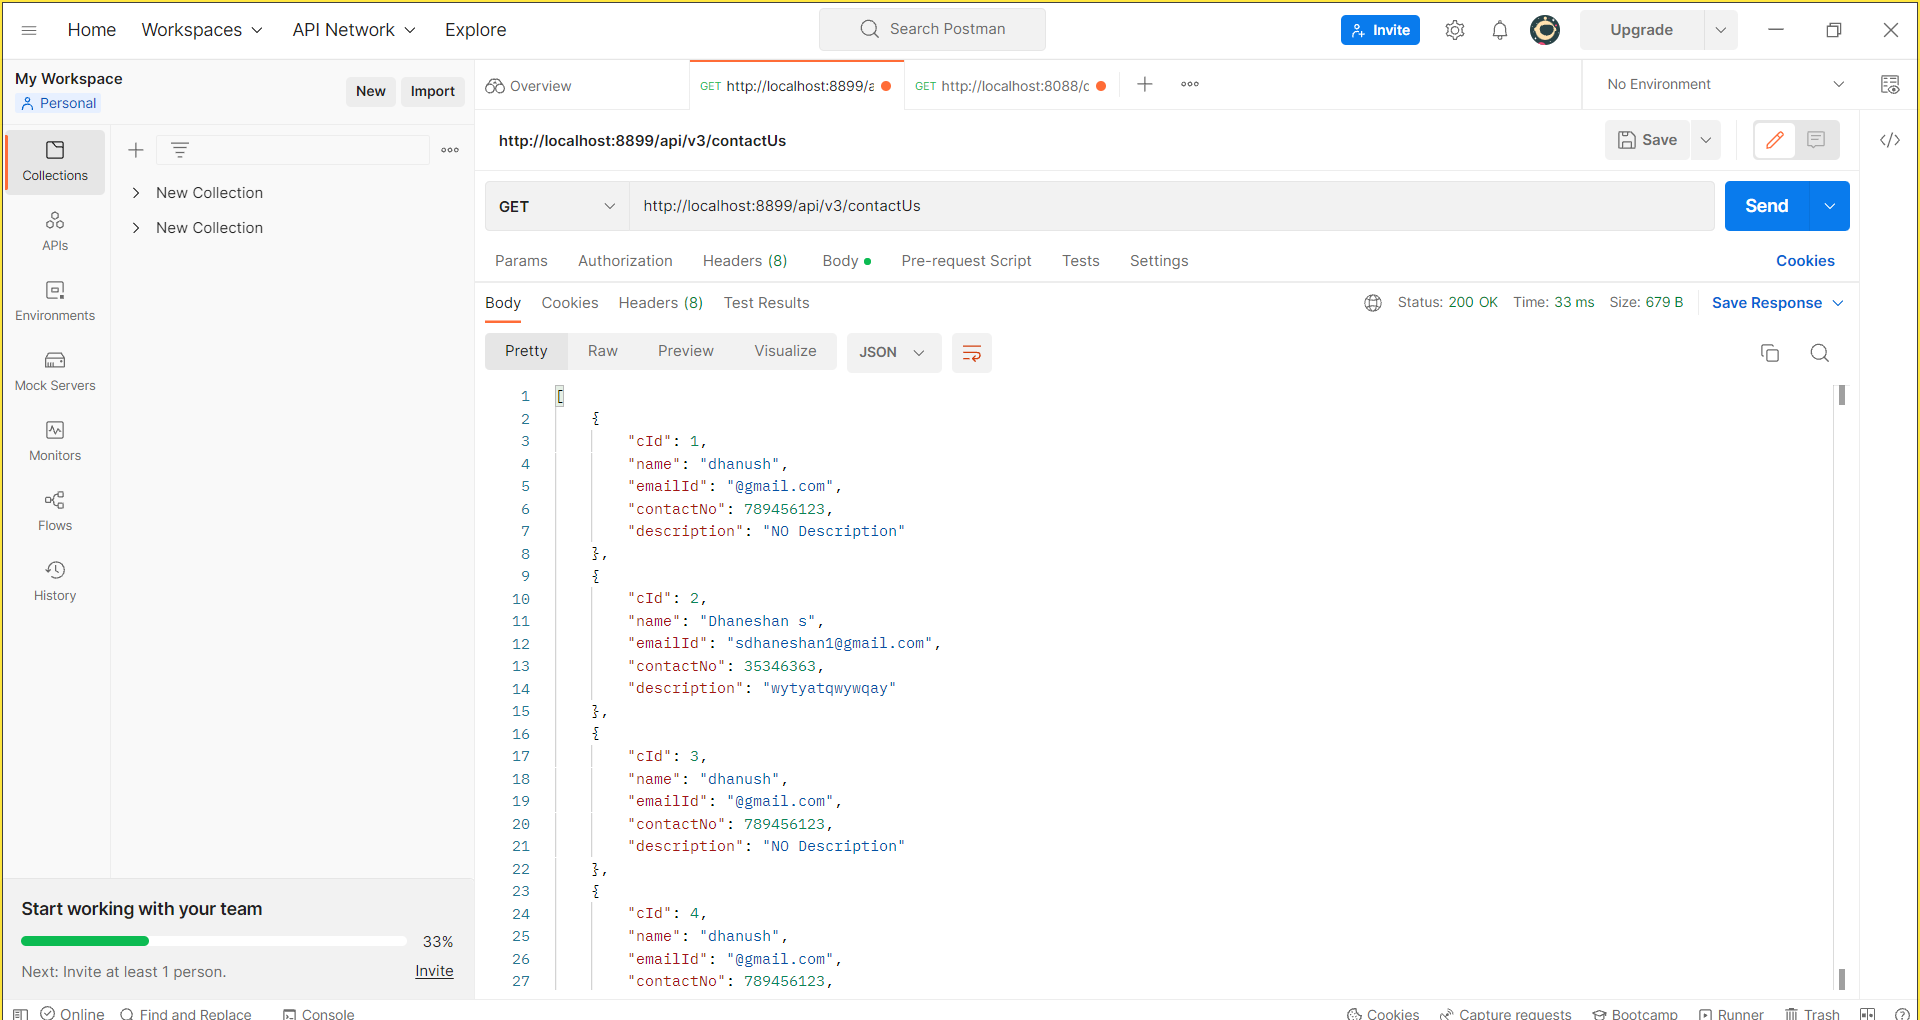 Home Workspaces API Network Explore Search Postman Invite Upgrade
My Workspace
Personal
New Import
Overview GET http://localhost:8899/a GET http://localhost:8088/c No Environment
Collections
APIs
Environments
Mock Servers
Monitors
Flows
History
New Collection
New Collection
Start working with your team
33%
Next: Invite at least 1 person. Invite
http://localhost:8899/api/v3/contactUs Save
GET http://localhost:8899/api/v3/contactUs Send
Params Authorization Headers (8) Body Pre-request Script Tests Settings Cookies
Body Cookies Headers (8) Test Results Status: 200 OK Time: 33 ms Size: 679 B Save Response
Pretty Raw Preview Visualize JSON
1 [
2 {
3 "cId": 1,
4 "name": "dhanush",
5 "emailId": "@gmail.com",
6 "contactNo": 789456123,
7 "description": "NO Description"
8 },
9 {
10 "cId": 2,
11 "name": "Dhaneshan s",
12 "emailId": "sdhaneshan1@gmail.com",
13 "contactNo": 35346363,
14 "description": "wytyatqwywqay"
15 },
16 {
17 "cId": 3,
18 "name": "dhanush",
19 "emailId": "@gmail.com",
20 "contactNo": 789456123,
21 "description": "NO Description"
22 },
23 {
24 "cId": 4,
25 "name": "dhanush",
26 "emailId": "@gmail.com",
27 "contactNo": 789456123,
Online Find and Replace Console Cookies Capture requests Bootcamp Runner Trash